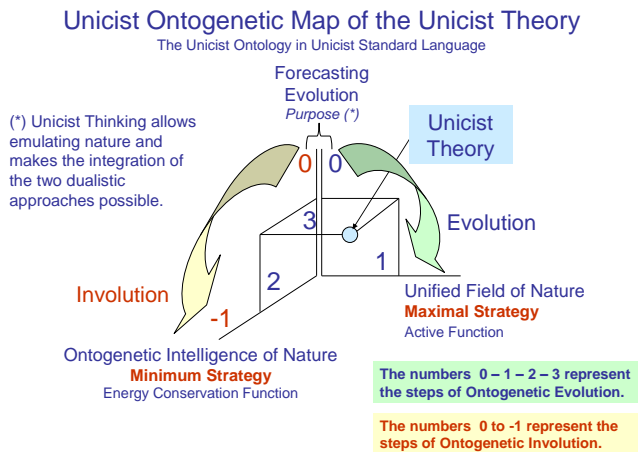 Unicist Ontogenetic Map of the Unicist Theory
The Unicist Ontology in Unicist Standard Language
Forecasting
Evolution
Purpose (*)
(*) Unicist Thinking allows
emulating nature and
makes the integration of
the two dualistic
approaches possible.
Unicist
Theory
0 0
3
Evolution
1
2
Involution
-1
Unified Field of Nature
Maximal Strategy
Active Function
Ontogenetic Intelligence of Nature
Minimum Strategy
Energy Conservation Function
The numbers 0 – 1 – 2 – 3 represent
the steps of Ontogenetic Evolution.
The numbers 0 to -1 represent the
steps of Ontogenetic Involution.